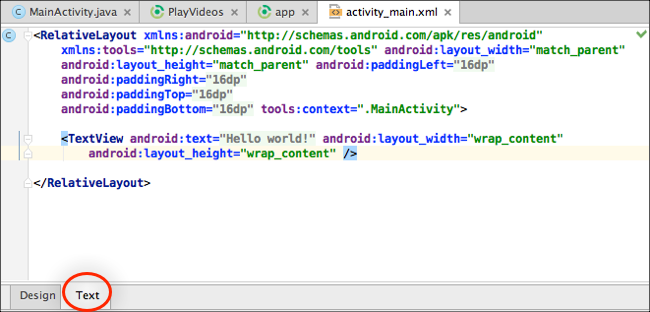 MainActivity.java × PlayVideos × app × activity_main.xml ×
C <RelativeLayout xmlns:android="http://schemas.android.com/apk/res/android"
xmlns:tools="http://schemas.android.com/tools" android:layout_width="match_parent"
android:layout_height="match_parent" android:paddingLeft="16dp"
android:paddingRight="16dp"
android:paddingTop="16dp"
android:paddingBottom="16dp" tools:context=".MainActivity">
<TextView android:text="Hello world!" android:layout_width="wrap_content"
android:layout_height="wrap_content" />
</RelativeLayout>
Design Text